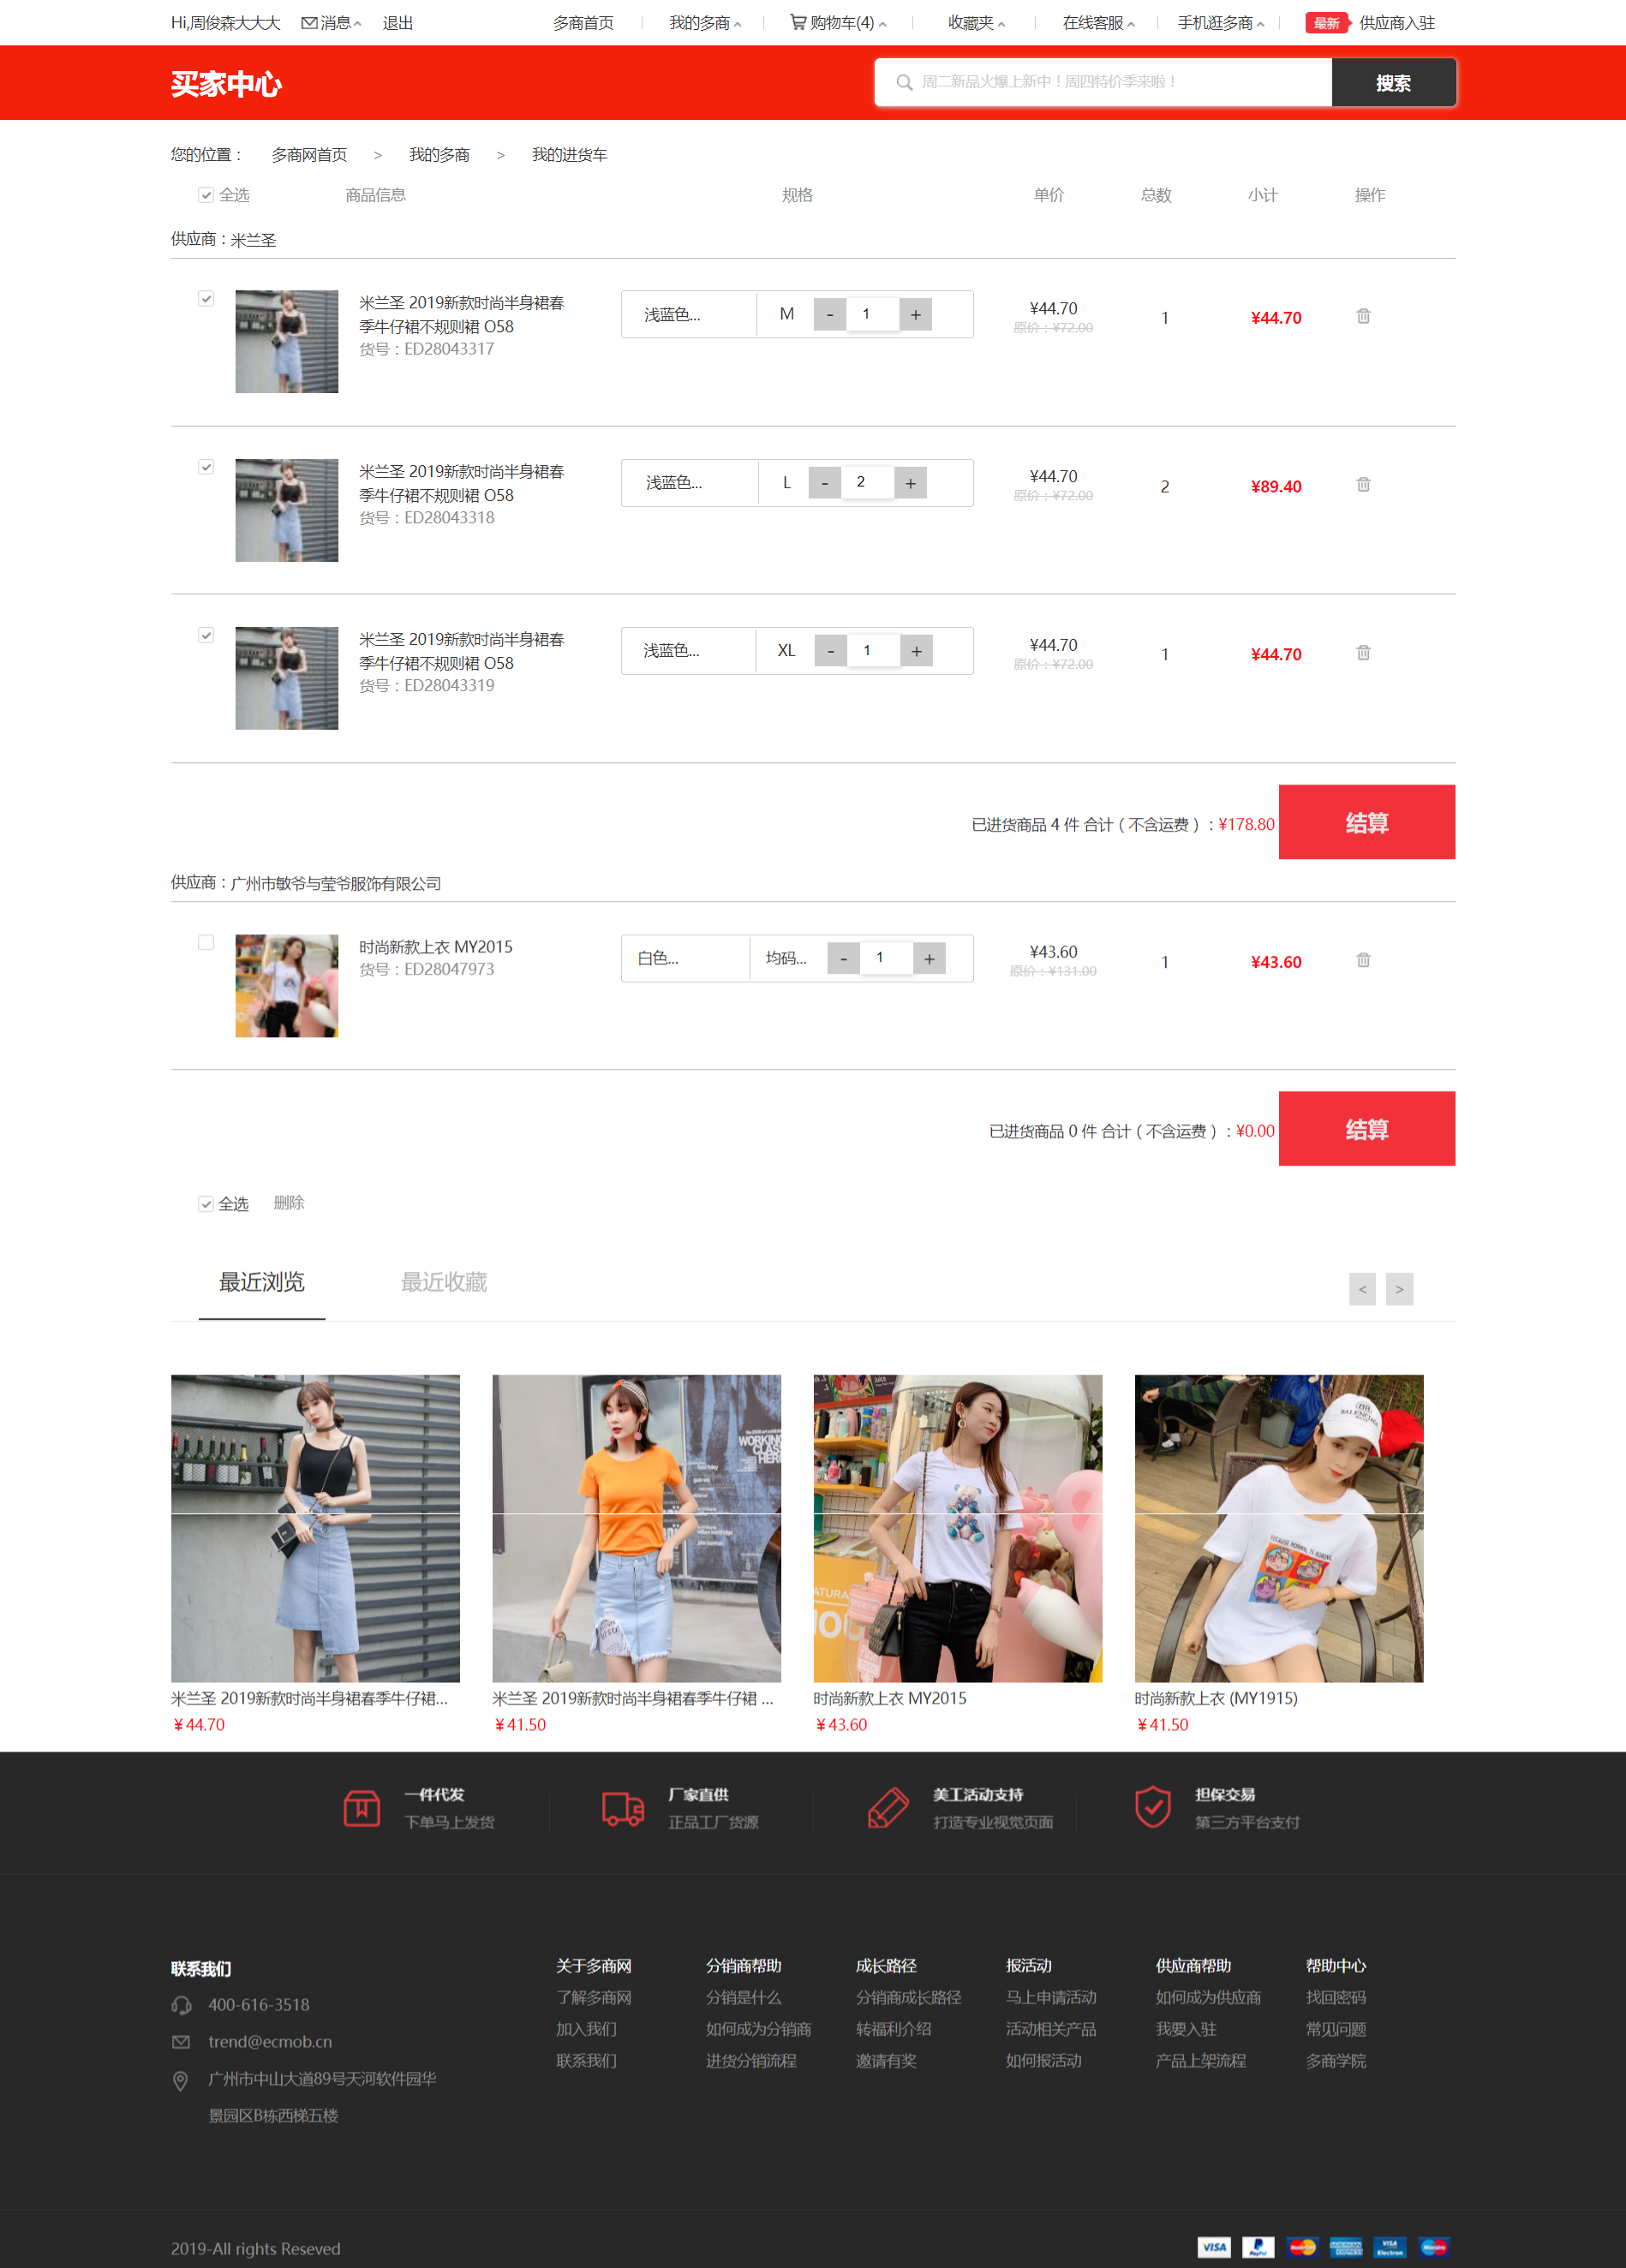 Hi,周俊森大大大 消息 退出 多商首页 我的多商 购物车(4) 收藏夹 在线客服 手机逛多商 最新 供应商入驻
买家中心 周二新品火爆上新中！周四特价季来啦！ 搜索
您的位置： 多商网首页 > 我的多商 > 我的进货车
全选 商品信息 规格 单价 总数 小计 操作
供应商：米兰圣
米兰圣 2019新款时尚半身裙春
季牛仔裙不规则裙 O58
货号：ED28043317
浅蓝色... M - 1 +
¥44.70
原价：¥72.00
1
¥44.70
米兰圣 2019新款时尚半身裙春
季牛仔裙不规则裙 O58
货号：ED28043318
浅蓝色... L - 2 +
¥44.70
原价：¥72.00
2
¥89.40
米兰圣 2019新款时尚半身裙春
季牛仔裙不规则裙 O58
货号：ED28043319
浅蓝色... XL - 1 +
¥44.70
原价：¥72.00
1
¥44.70
已进货商品 4 件 合计（不含运费）：¥178.80 结算
供应商：广州市敏爷与莹爷服饰有限公司
时尚新款上衣 MY2015
货号：ED28047973
白色... 均码... - 1 +
¥43.60
原价：¥131.00
1
¥43.60
已进货商品 0 件 合计（不含运费）：¥0.00 结算
全选 删除
最近浏览 最近收藏 < >
WORKING
CLASS
HERO
米兰圣 2019新款时尚半身裙春季牛仔裙...
¥44.70
米兰圣 2019新款时尚半身裙春季牛仔裙 ...
¥41.50
时尚新款上衣 MY2015
¥43.60
时尚新款上衣 (MY1915)
¥41.50
一件代发
下单马上发货
厂家直供
正品工厂货源
美工活动支持
打造专业视觉页面
担保交易
第三方平台支付
联系我们
400-616-3518
trend@ecmob.cn
广州市中山大道89号天河软件园华
景园区B栋西梯五楼
关于多商网
了解多商网
加入我们
联系我们
分销商帮助
分销是什么
如何成为分销商
进货分销流程
成长路径
分销商成长路径
转福利介绍
邀请有奖
报活动
马上申请活动
活动相关产品
如何报活动
供应商帮助
如何成为供应商
我要入驻
产品上架流程
帮助中心
找回密码
常见问题
多商学院
2019-All rights Reseved
VISA PayPal MasterCard AMERICAN EXPRESS VISA Electron Maestro